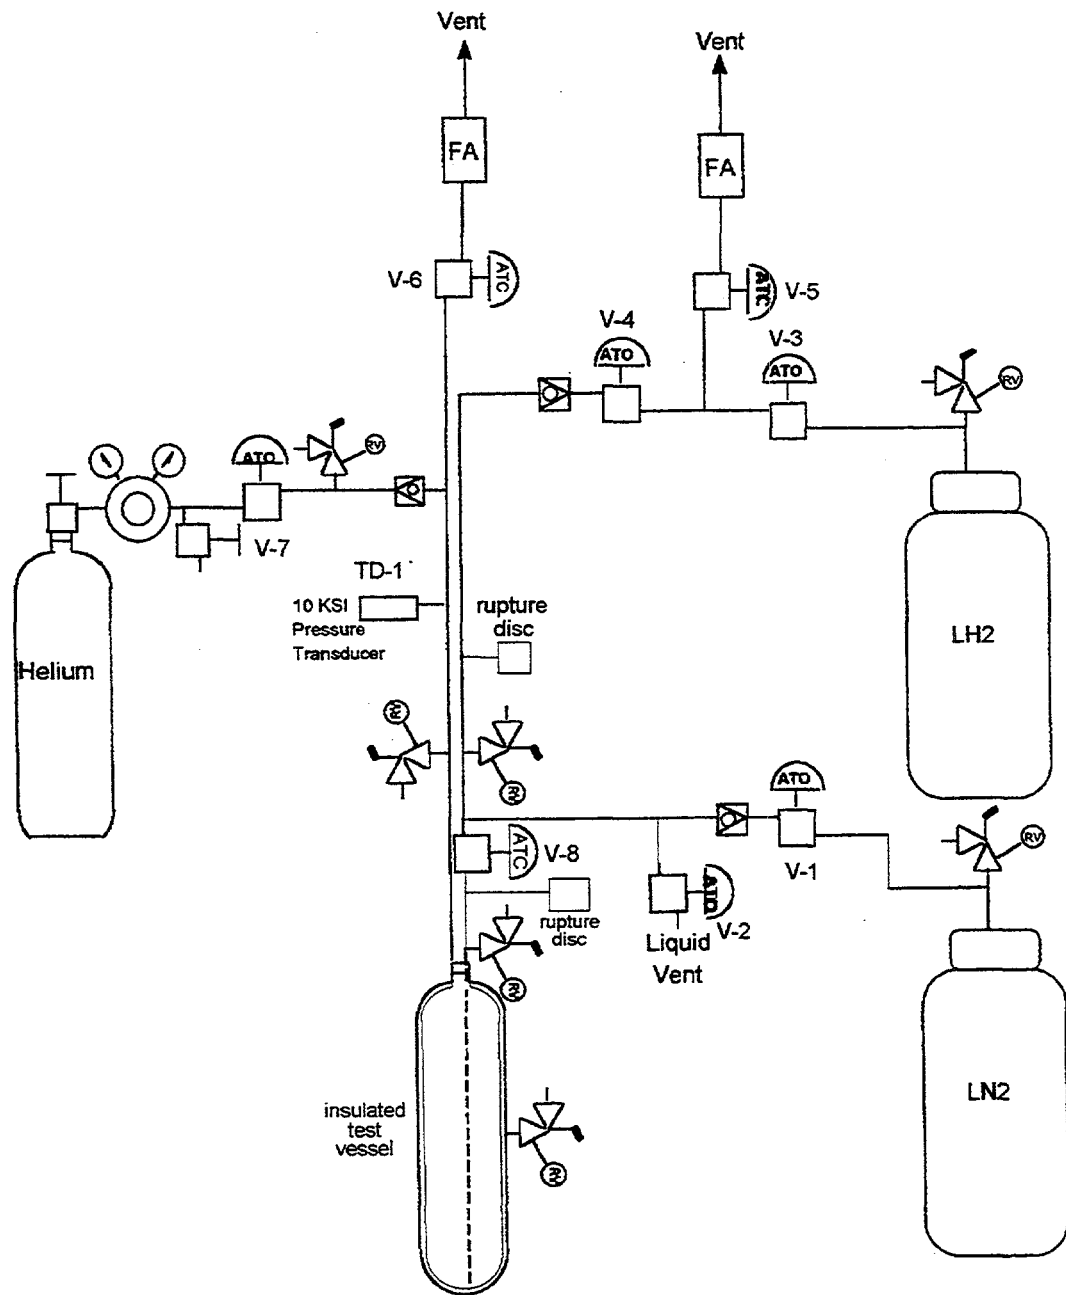 Vent
Vent
FA
FA
V-6
ATC
ATC
V-5
V-4
ATO
V-3
ATO
RV
ATO
RV
V-7
TD-1
10 KSI
Pressure
Transducer
rupture
disc
Helium
LH2
RV
RV
ATO
V-1
RV
ATC
V-8
rupture
disc
ATO
V-2
Liquid
Vent
RV
LN2
insulated
test
vessel
RV